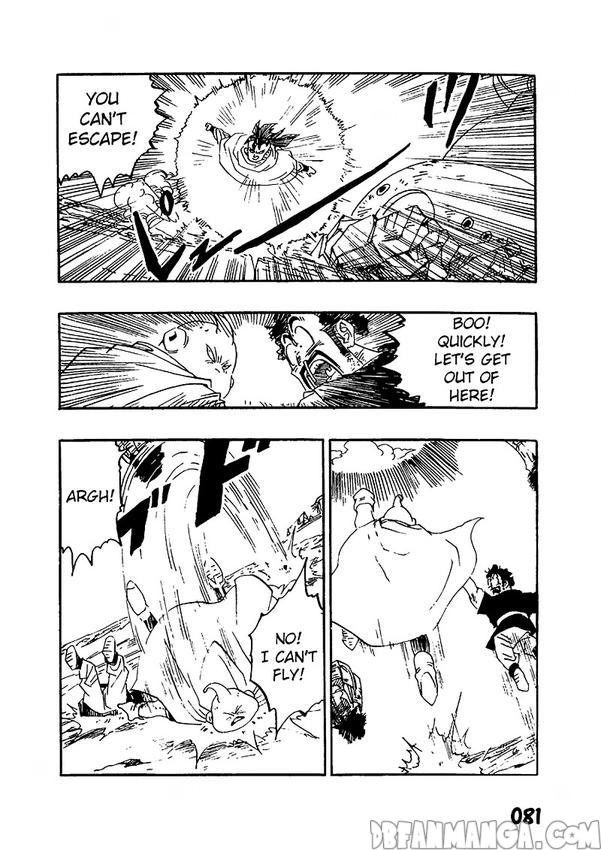 YOU
CAN'T
ESCAPE!
BOO!
QUICKLY!
LET'S GET
OUT OF
HERE!
NO!
I CAN'T
FLY!
ARGH!
081
DBFANMANGA.COM